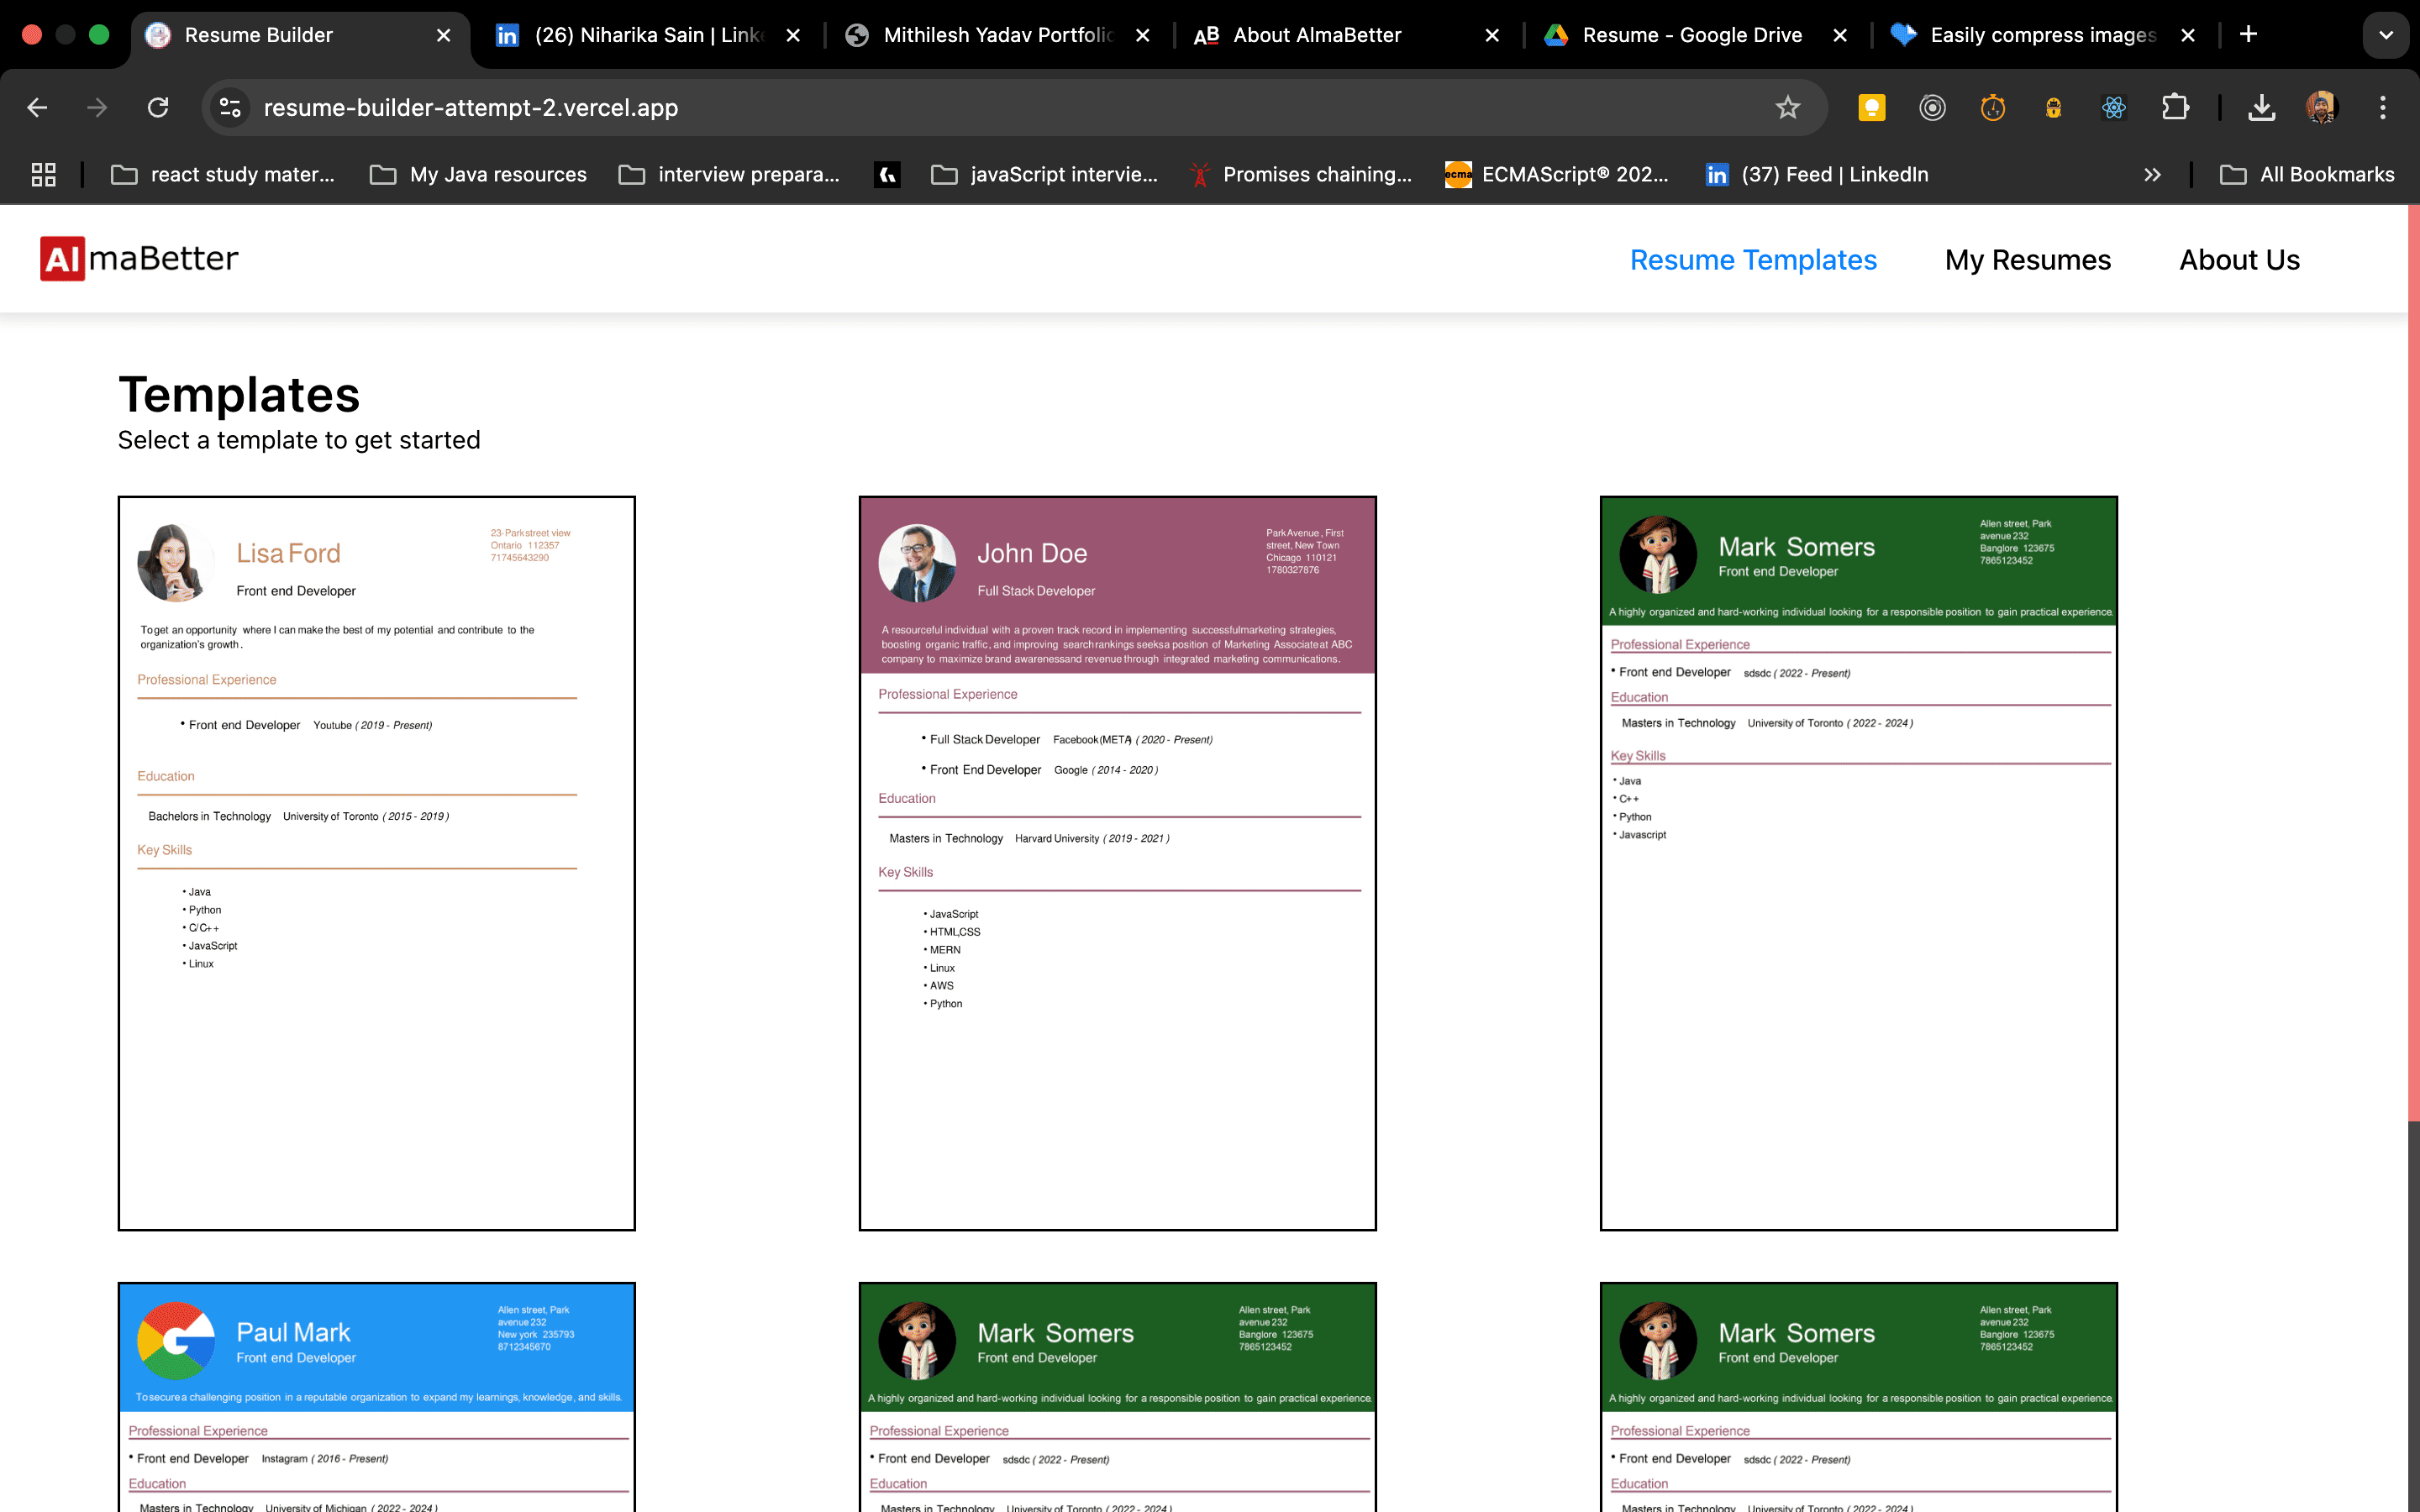 Resume Builder
(26) Niharika Sain | Link
Mithilesh Yadav Portfolio
AB About AlmaBetter
Resume - Google Drive
Easily compress images
resume-builder-attempt-2.vercel.app
react study mater...
My Java resources
interview prepara...
javaScript intervie...
Promises chaining...
ecma ECMAScript® 202...
in (37) Feed | LinkedIn
All Bookmarks
AlmaBetter
Resume Templates
My Resumes
About Us
Templates
Select a template to get started
Lisa Ford
Front end Developer
23-Parkstreet view
Ontario 112357
71745643290
To get an opportunity where I can make the best of my potential and contribute to the
organization's growth.
Professional Experience
• Front end Developer Youtube ( 2019 - Present)
Education
Bachelors in Technology University of Toronto ( 2015 - 2019 )
Key Skills
• Java
• Python
• C/C++
• JavaScript
• Linux
John Doe
Full Stack Developer
Park Avenue , First
street, New Town
Chicago 110121
1780327876
A resourceful individual with a proven track record in implementing successful marketing strategies,
boosting organic traffic, and improving search rankings seeks a position of Marketing Associate at ABC
company to maximize brand awareness and revenue through integrated marketing communications.
Professional Experience
• Full Stack Developer Facebook(META) ( 2020 - Present)
• Front End Developer Google ( 2014 - 2020 )
Education
Masters in Technology Harvard University ( 2019 - 2021 )
Key Skills
• JavaScript
• HTML,CSS
• MERN
• Linux
• AWS
• Python
Mark Somers
Front end Developer
Allen street, Park
avenue 232
Banglore 123675
7865123452
A highly organized and hard-working individual looking for a responsible position to gain practical experience.
Professional Experience
• Front end Developer sdsdc ( 2022 - Present)
Education
Masters in Technology University of Toronto ( 2022 - 2024 )
Key Skills
• Java
• C++
• Python
• Javascript
Paul Mark
Front end Developer
Allen street, Park
avenue 232
New york 235793
8712345670
To secure a challenging position in a reputable organization to expand my learnings, knowledge, and skills.
Professional Experience
• Front end Developer Instagram ( 2016 - Present)
Education
Masters in Technology University of Michigan ( 2022 - 2024 )
Mark Somers
Front end Developer
Allen street, Park
avenue 232
Banglore 123675
7865123452
A highly organized and hard-working individual looking for a responsible position to gain practical experience.
Professional Experience
• Front end Developer sdsdc ( 2022 - Present)
Education
Masters in Technology University of Toronto ( 2022 - 2024 )
Mark Somers
Front end Developer
Allen street, Park
avenue 232
Banglore 123675
7865123452
A highly organized and hard-working individual looking for a responsible position to gain practical experience.
Professional Experience
• Front end Developer sdsdc ( 2022 - Present)
Education
Masters in Technology University of Toronto ( 2022 - 2024 )